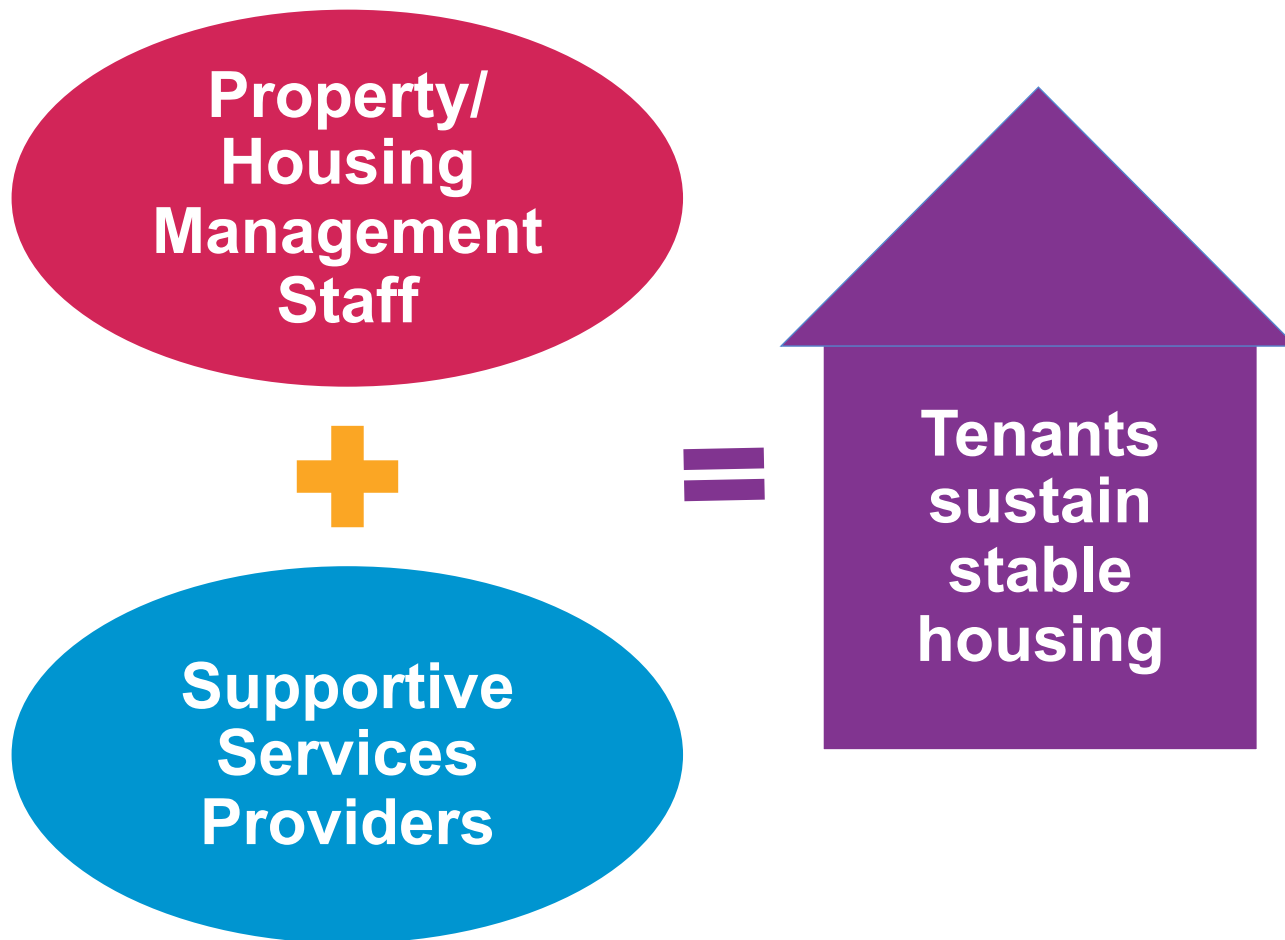 Property/
Housing
Management
Staff
+
Supportive
Services
Providers
=
Tenants
sustain
stable
housing